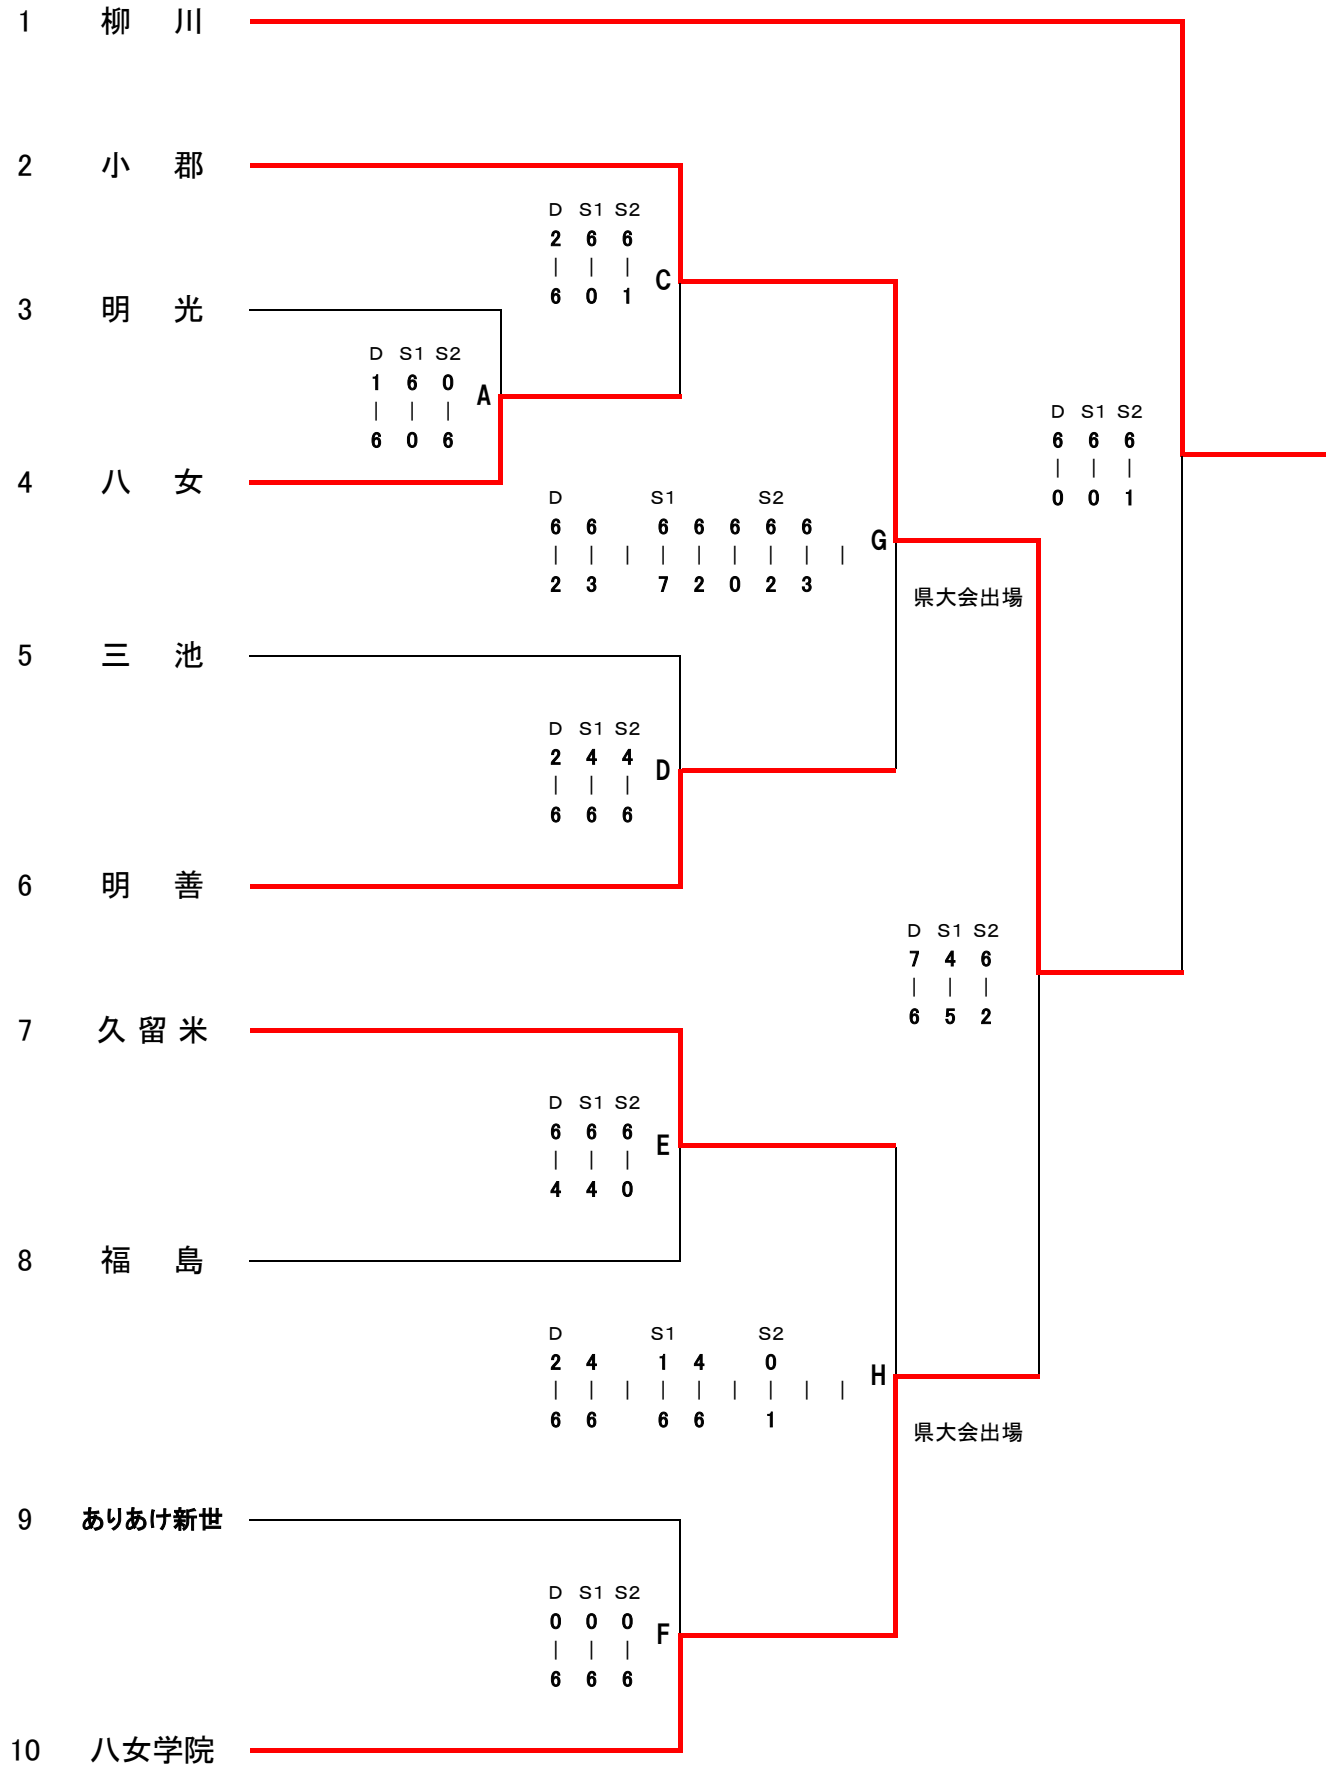 1 柳 川
2 小 郡
D S1 S2
2 6 6
| | |
6 0 1
C
3 明 光
D S1 S2
1 6 0
| | |
6 0 6
A
D S1 S2
6 6 6
| | |
0 0 1
4 八 女
D S1 S2
6 6 6 6 6 6 6
| | | | | | | | |
2 3 7 2 0 2 3
G
県大会出場
5 三 池
D S1 S2
2 4 4
| | |
6 6 6
D
6 明 善
D S1 S2
7 4 6
| | |
6 5 2
7 久 留 米
D S1 S2
6 6 6
| | |
4 4 0
E
8 福 島
D S1 S2
2 4 1 4 0
| | | | | | | | |
6 6 6 6 1
H
県大会出場
9 ありあけ新世
D S1 S2
0 0 0
| | |
6 6 6
F
10 八女学院